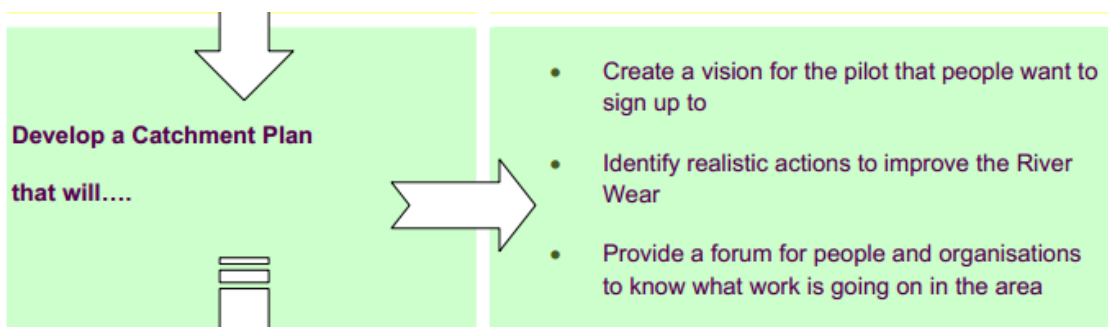 Develop a Catchment Plan
that will….
• Create a vision for the pilot that people want to
sign up to
• Identify realistic actions to improve the River
Wear
• Provide a forum for people and organisations
to know what work is going on in the area